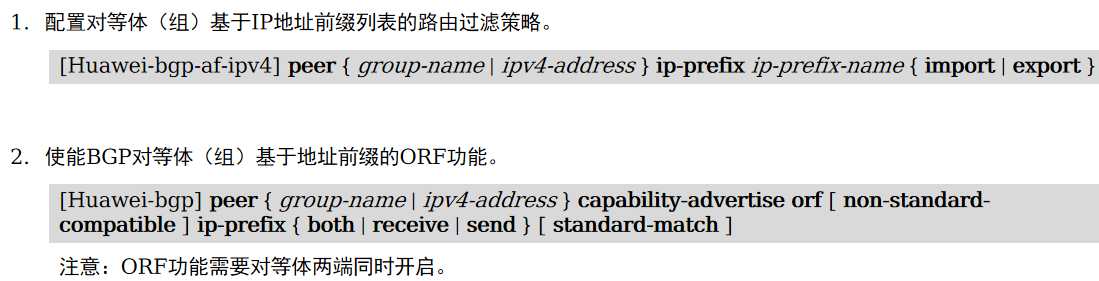 1. 配置对等体（组）基于IP地址前缀列表的路由过滤策略。
[Huawei-bgp-af-ipv4] peer { group-name | ipv4-address } ip-prefix ip-prefix-name { import | export }
2. 使能BGP对等体（组）基于地址前缀的ORF功能。
[Huawei-bgp] peer { group-name | ipv4-address } capability-advertise orf [ non-standard-
compatible ] ip-prefix { both | receive | send } [ standard-match ]
注意：ORF功能需要对等体两端同时开启。